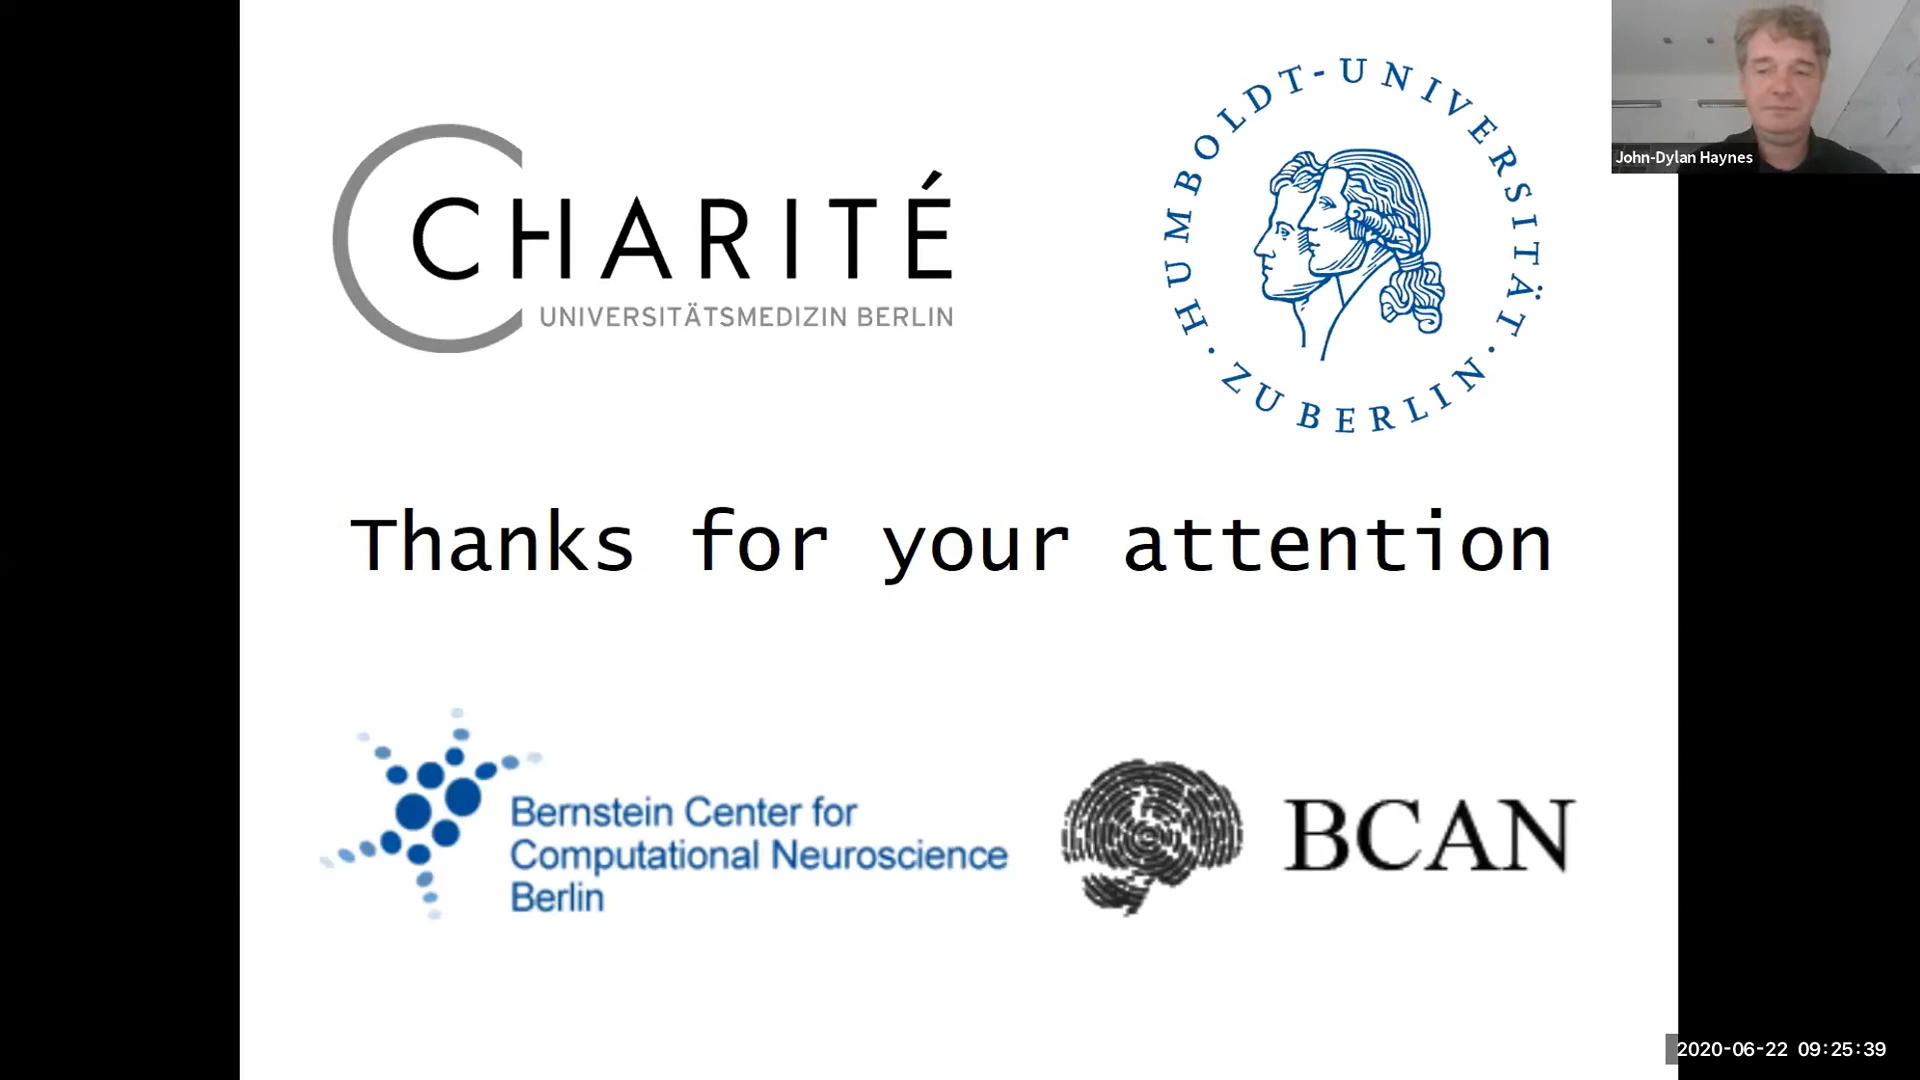 CHARITÉ
UNIVERSITÄTSMEDIZIN BERLIN
HUMBOLDT-UNIVERSITÄT
· ZU BERLIN ·
John-Dylan Haynes
Thanks for your attention
Bernstein Center for
Computational Neuroscience
Berlin
BCAN
2020-06-22 09:25:39